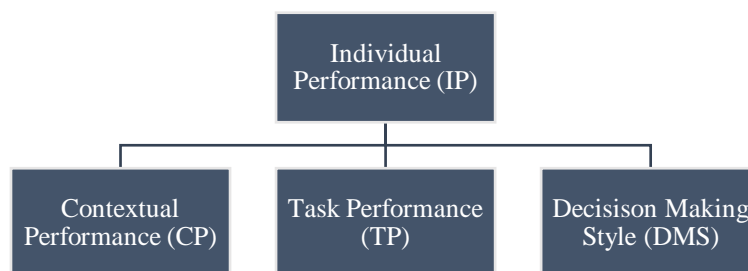 Individual
Performance (IP)
Contextual
Performance (CP)
Task Performance
(TP)
Decisison Making
Style (DMS)